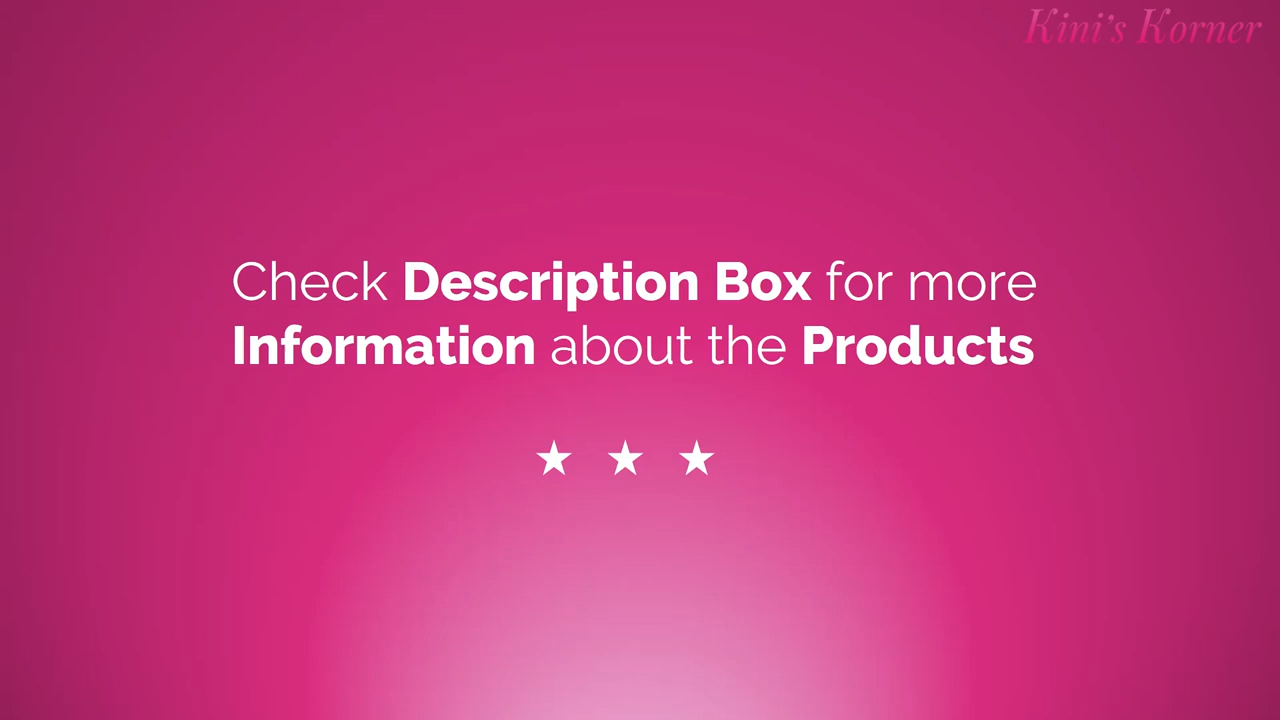 Kini's Korner
Check Description Box for more
Information about the Products